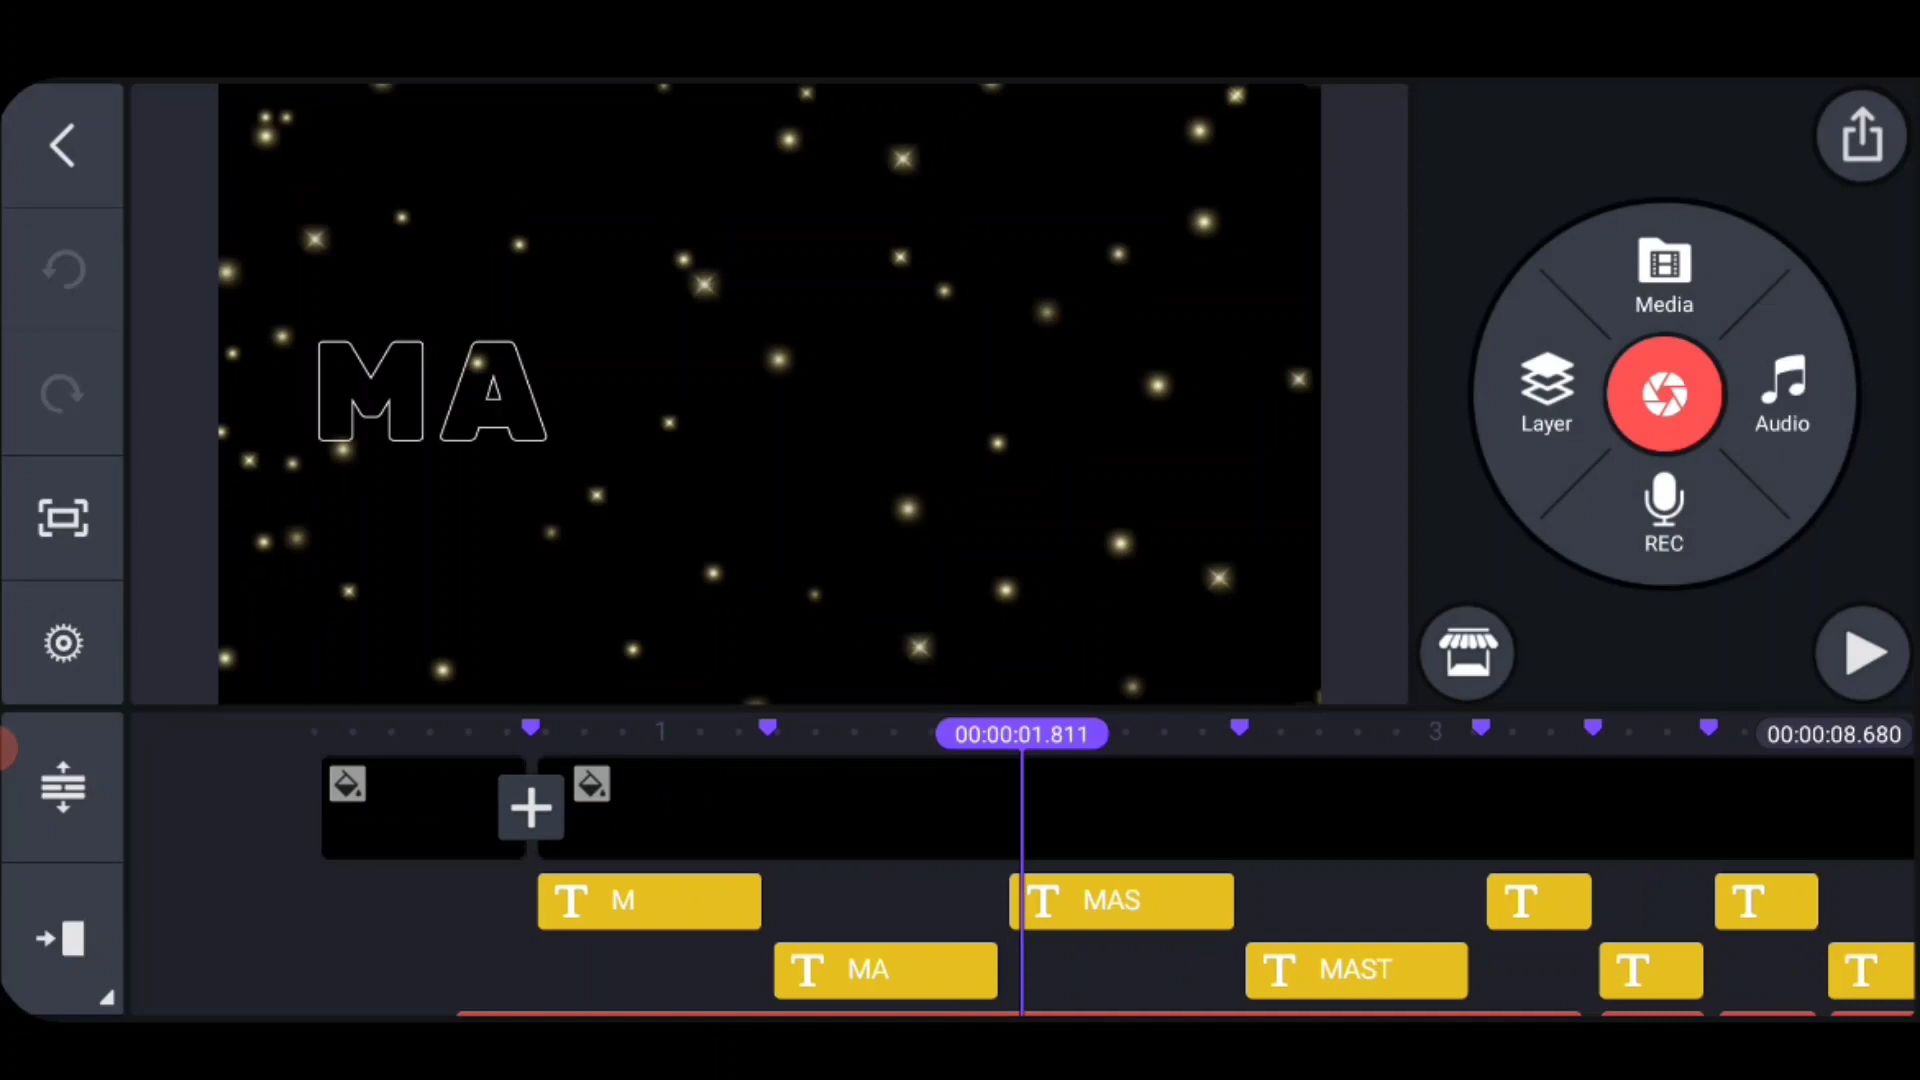 MA
Media
Layer
Audio
REC
1
00:00:01.811
3
00:00:08.680
T M
T MAS
T
T
T MA
T MAST
T
T